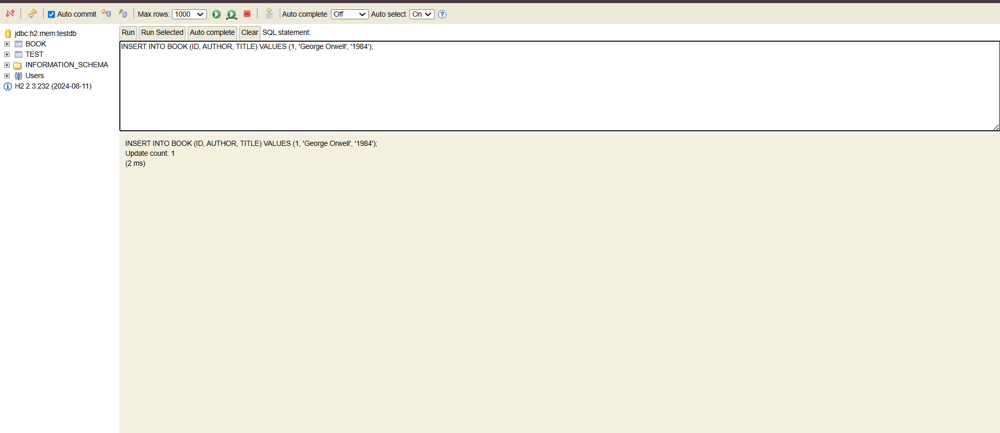 Auto commit Max rows: 1000 Auto complete Off Auto select On
jdbc:h2:mem:testdb
BOOK
TEST
INFORMATION_SCHEMA
Users
H2 2.3.232 (2024-08-11)
Run Run Selected Auto complete Clear SQL statement:
INSERT INTO BOOK (ID, AUTHOR, TITLE) VALUES (1, 'George Orwell', '1984');
INSERT INTO BOOK (ID, AUTHOR, TITLE) VALUES (1, 'George Orwell', '1984');
Update count: 1
(2 ms)